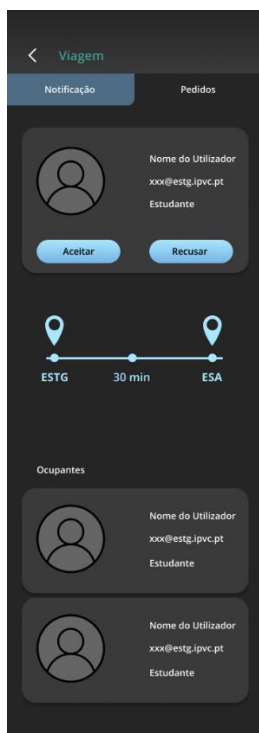 Viagem
Notificação
Pedidos
Nome do Utilizador
xxx@estg.ipvc.pt
Estudante
Aceitar
Recusar
ESTG
30 min
ESA
Ocupantes
Nome do Utilizador
xxx@estg.ipvc.pt
Estudante
Nome do Utilizador
xxx@estg.ipvc.pt
Estudante